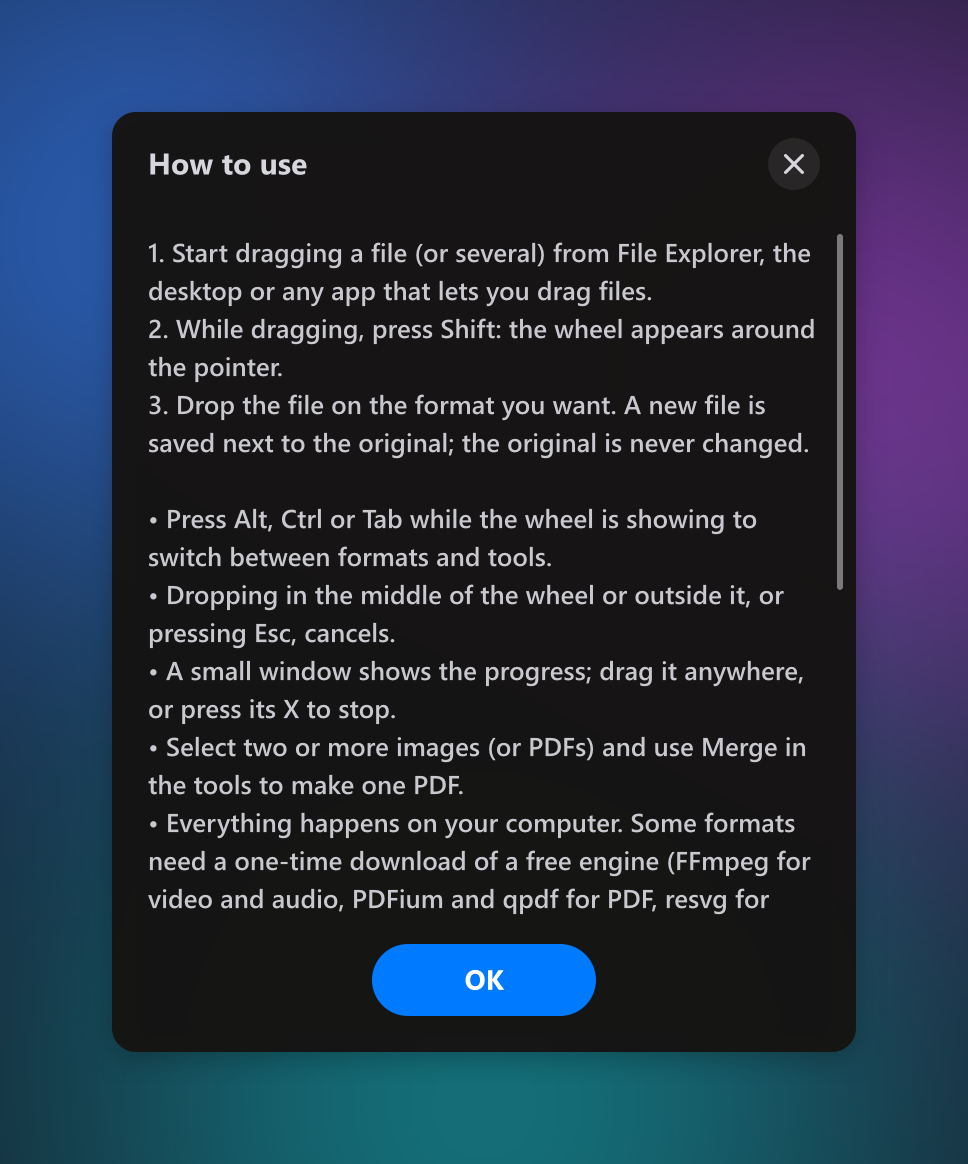 How to use
1. Start dragging a file (or several) from File Explorer, the
desktop or any app that lets you drag files.
2. While dragging, press Shift: the wheel appears around
the pointer.
3. Drop the file on the format you want. A new file is
saved next to the original; the original is never changed.
• Press Alt, Ctrl or Tab while the wheel is showing to
switch between formats and tools.
• Dropping in the middle of the wheel or outside it, or
pressing Esc, cancels.
• A small window shows the progress; drag it anywhere,
or press its X to stop.
• Select two or more images (or PDFs) and use Merge in
the tools to make one PDF.
• Everything happens on your computer. Some formats
need a one-time download of a free engine (FFmpeg for
video and audio, PDFium and qpdf for PDF, resvg for
OK